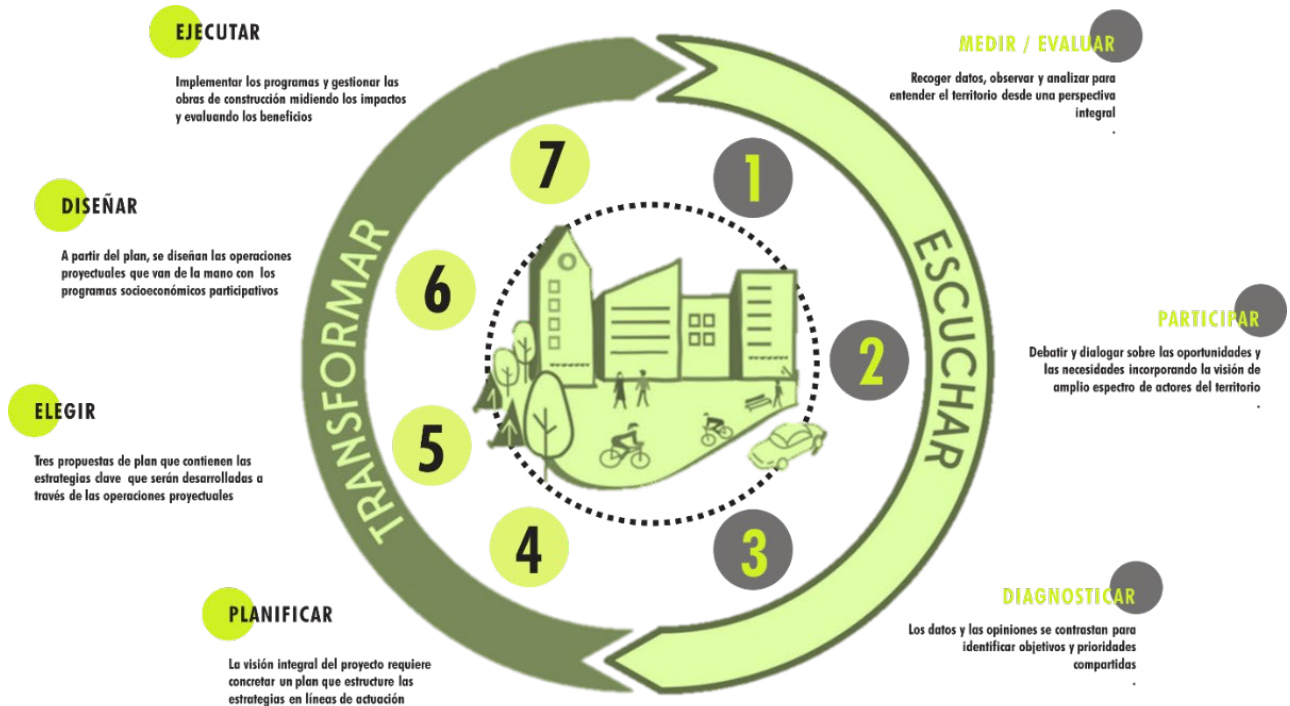 EJECUTAR
Implementar los programas y gestionar las
obras de construcción midiendo los impactos
y evaluando los beneficios
DISEÑAR
A partir del plan, se diseñan las operaciones
proyectuales que van de la mano con los
programas socioeconómicos participativos
ELEGIR
Tres propuestas de plan que contienen las
estrategias clave que serán desarrolladas a
través de las operaciones proyectuales
PLANIFICAR
La visión integral del proyecto requiere
concretar un plan que estructure las
estrategias en líneas de actuación
TRANSFORMAR
7
6
5
4
1
2
3
ESCUCHAR
MEDIR / EVALUAR
Recoger datos, observar y analizar para
entender el territorio desde una perspectiva
integral
.
PARTICIPAR
Debatir y dialogar sobre las oportunidades y
las necesidades incorporando la visión de
amplio espectro de actores del territorio
.
DIAGNOSTICAR
Los datos y las opiniones se contrastan para
identificar objetivos y prioridades
compartidas
.